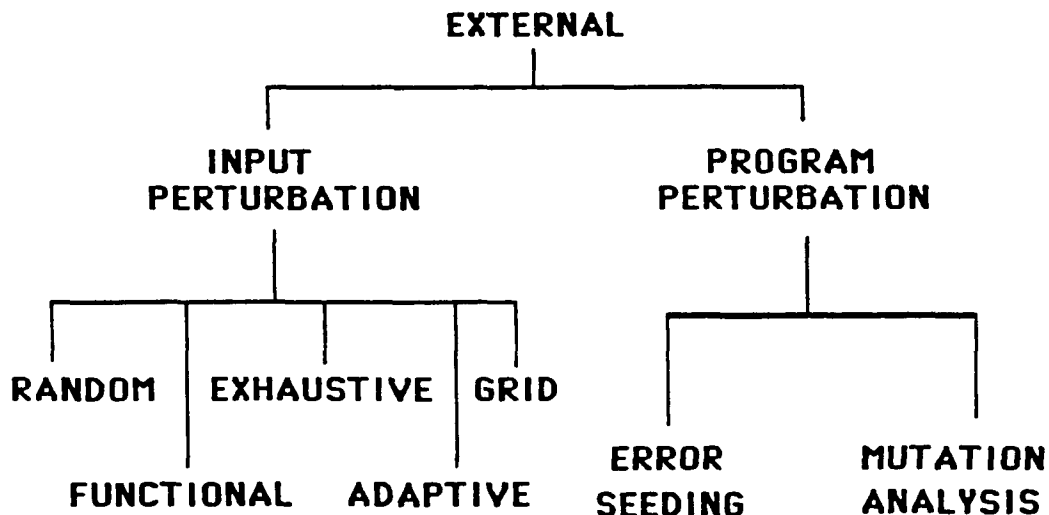 EXTERNAL
INPUT
PERTURBATION
PROGRAM
PERTURBATION
RANDOM
EXHAUSTIVE
GRID
FUNCTIONAL
ADAPTIVE
ERROR
SEEDING
MUTATION
ANALYSIS